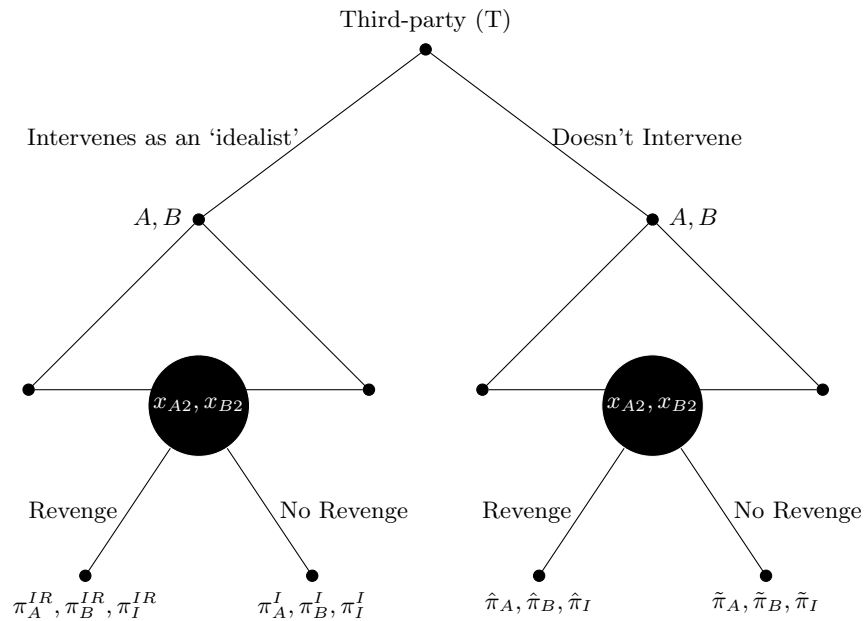 Third-party (T)
Intervenes as an ‘idealist’ Doesn't Intervene
A, B A, B
x_{A2}, x_{B2} x_{A2}, x_{B2}
Revenge No Revenge Revenge No Revenge
π_A^{IR}, π_B^{IR}, π_I^{IR} π_A^I, π_B^I, π_I^I π̂_A, π̂_B, π̂_I π̃_A, π̃_B, π̃_I